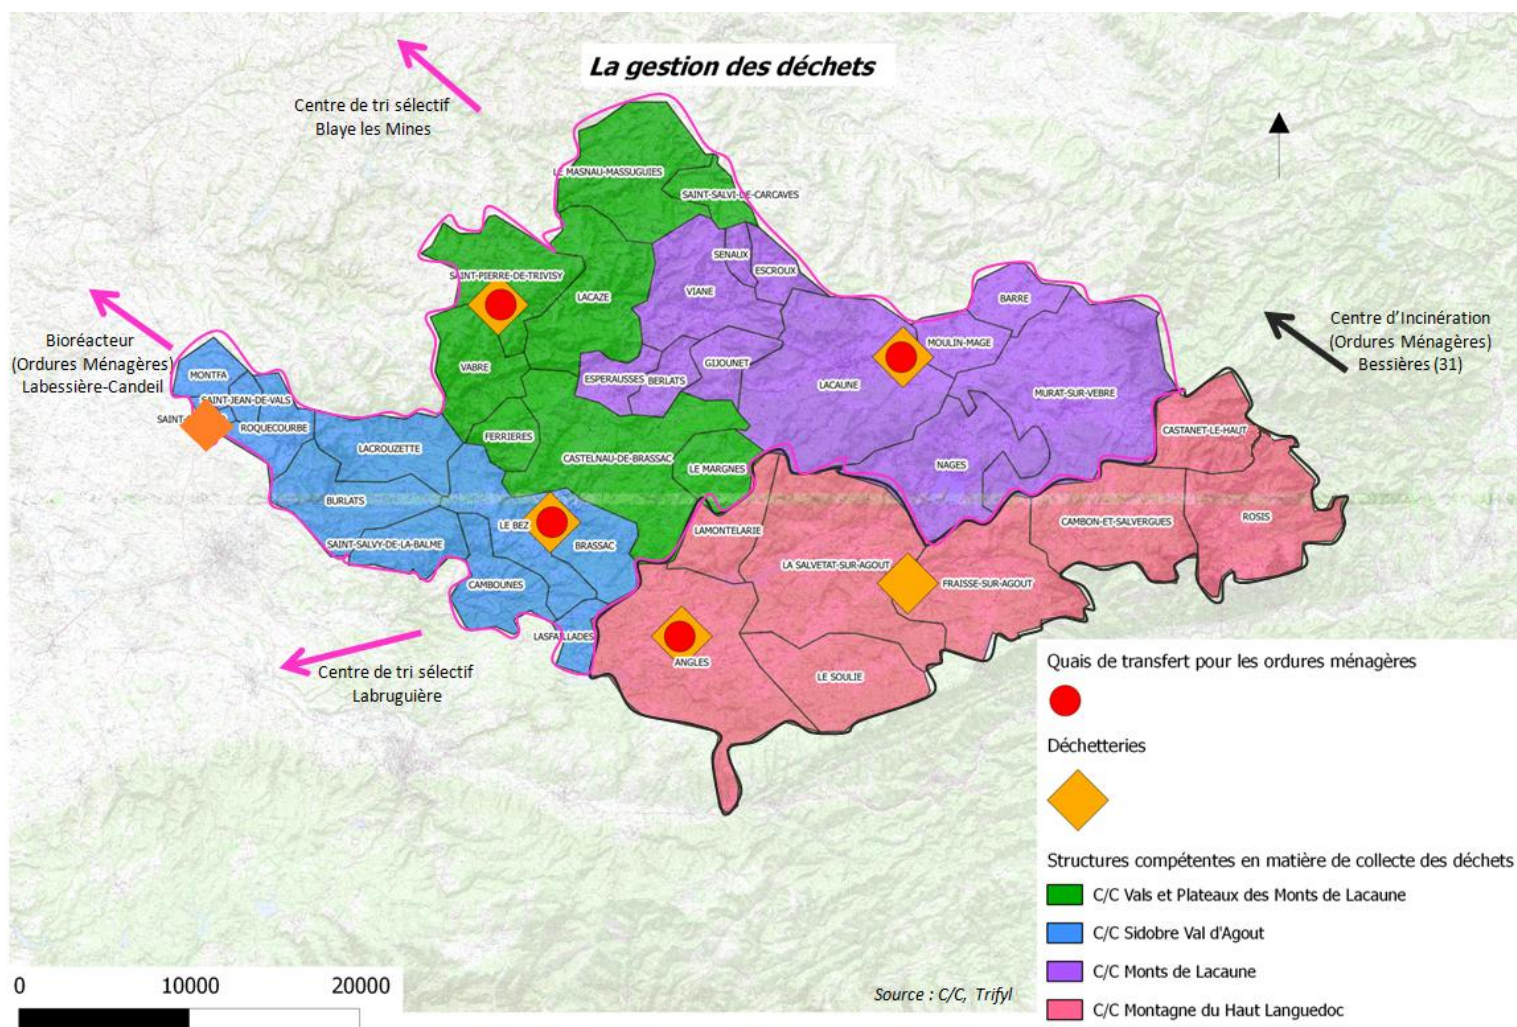 La gestion des déchets
Centre de tri sélectif
Blaye les Mines
LE MASNAU-MASSUGUIES
SAINT-SALVI-DE-CARCAVES
SENAUX
ESCROUX
SAINT-PIERRE-DE-TRIVISY
LACAZE
VIANE
BARRE
Bioréacteur
(Ordures Ménagères)
Labessière-Candeil
Centre d'Incinération
(Ordures Ménagères)
Bessières (31)
MOULIN-MAGE
MONTFA
VABRE
GIJOUNET
ESPERAUSSES
BERLATS
LACAUNE
MURAT-SUR-VEBRE
SAINT-JEAN-DE-VALS
SAINT-
ROQUECOURBE
FERRIERES
CASTANET-LE-HAUT
LACROUZETTE
CASTELNAU-DE-BRASSAC
LE MARGNES
NAGES
BURLATS
LE BEZ
LAMONTELARIE
CAMBON-ET-SALVERGUES
ROSIS
SAINT-SALVY-DE-LA-BALME
BRASSAC
LA SALVETAT-SUR-AGOUT
CAMBOUNES
FRAISSE-SUR-AGOUT
LASFAILLADES
ANGLES
LE SOULIE
Centre de tri sélectif
Labruguière
Quais de transfert pour les ordures ménagères
Déchetteries
Structures compétentes en matière de collecte des déchets
C/C Vals et Plateaux des Monts de Lacaune
C/C Sidobre Val d'Agout
C/C Monts de Lacaune
C/C Montagne du Haut Languedoc
0 10000 20000
Source : C/C, Trifyl